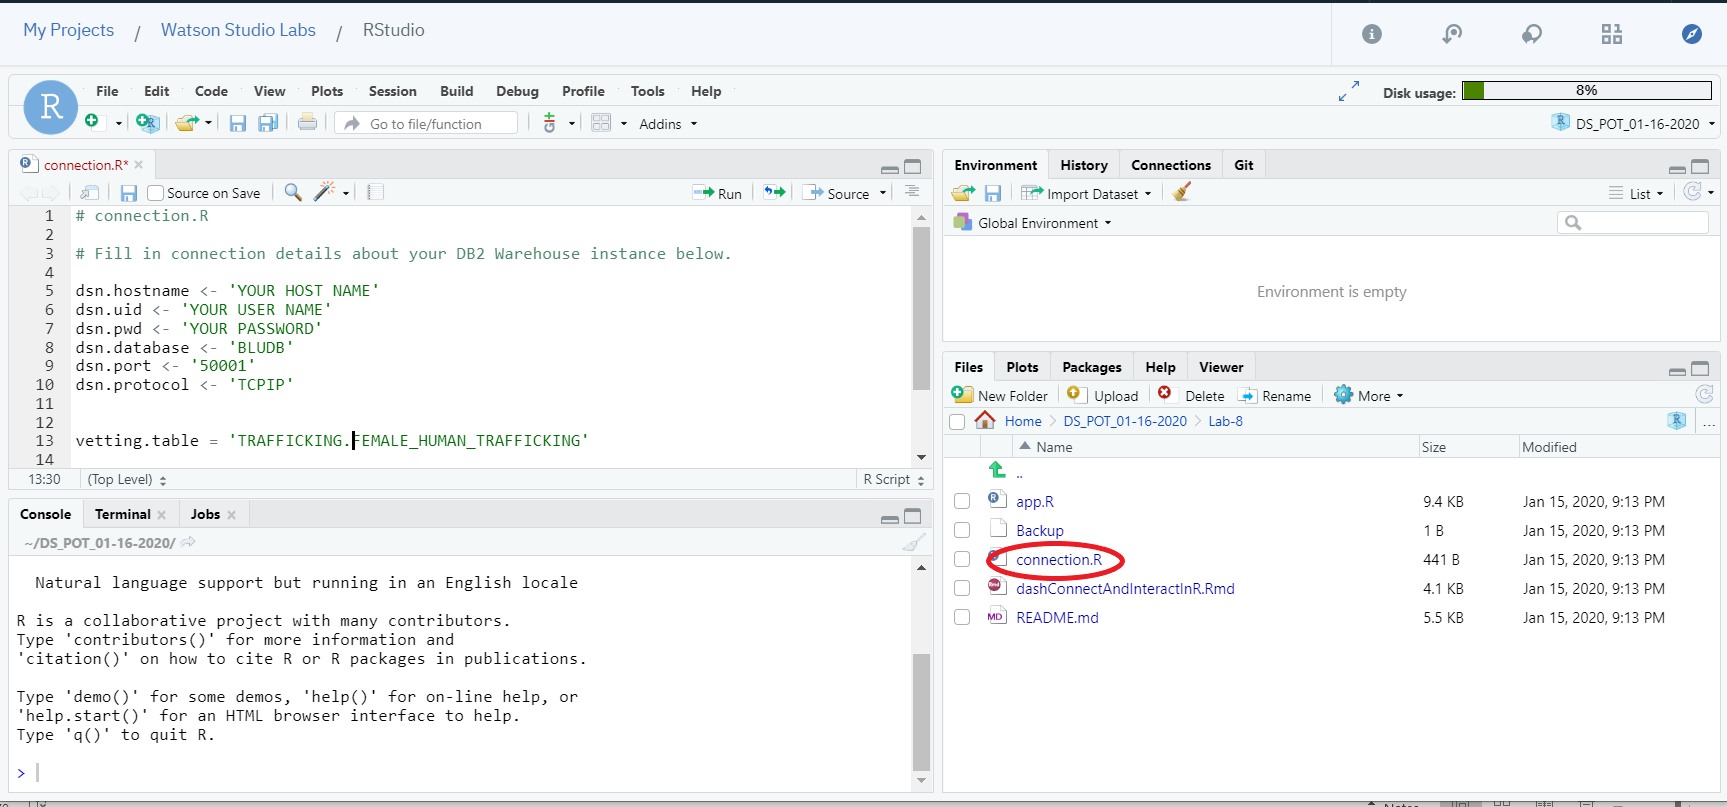 My Projects / Watson Studio Labs / RStudio
R File Edit Code View Plots Session Build Debug Profile Tools Help
Disk usage: 8%
Go to file/function Addins
DS_POT_01-16-2020
connection.R*
Source on Save Run Source
1 # connection.R
2
3 # Fill in connection details about your DB2 Warehouse instance below.
4
5 dsn.hostname <- 'YOUR HOST NAME'
6 dsn.uid <- 'YOUR USER NAME'
7 dsn.pwd <- 'YOUR PASSWORD'
8 dsn.database <- 'BLUDB'
9 dsn.port <- '50001'
10 dsn.protocol <- 'TCPIP'
11
12
13 vetting.table = 'TRAFFICKING.FEMALE_HUMAN_TRAFFICKING'
14
13:30 (Top Level) R Script
Console Terminal Jobs
~/DS_POT_01-16-2020/
Natural language support but running in an English locale
R is a collaborative project with many contributors.
Type 'contributors()' for more information and
'citation()' on how to cite R or R packages in publications.
Type 'demo()' for some demos, 'help()' for on-line help, or
'help.start()' for an HTML browser interface to help.
Type 'q()' to quit R.
>
Environment History Connections Git
Import Dataset List
Global Environment
Environment is empty
Files Plots Packages Help Viewer
New Folder Upload Delete Rename More
Home > DS_POT_01-16-2020 > Lab-8 ...
Name Size Modified
..
app.R 9.4 KB Jan 15, 2020, 9:13 PM
Backup 1 B Jan 15, 2020, 9:13 PM
connection.R 441 B Jan 15, 2020, 9:13 PM
dashConnectAndInteractInR.Rmd 4.1 KB Jan 15, 2020, 9:13 PM
README.md 5.5 KB Jan 15, 2020, 9:13 PM